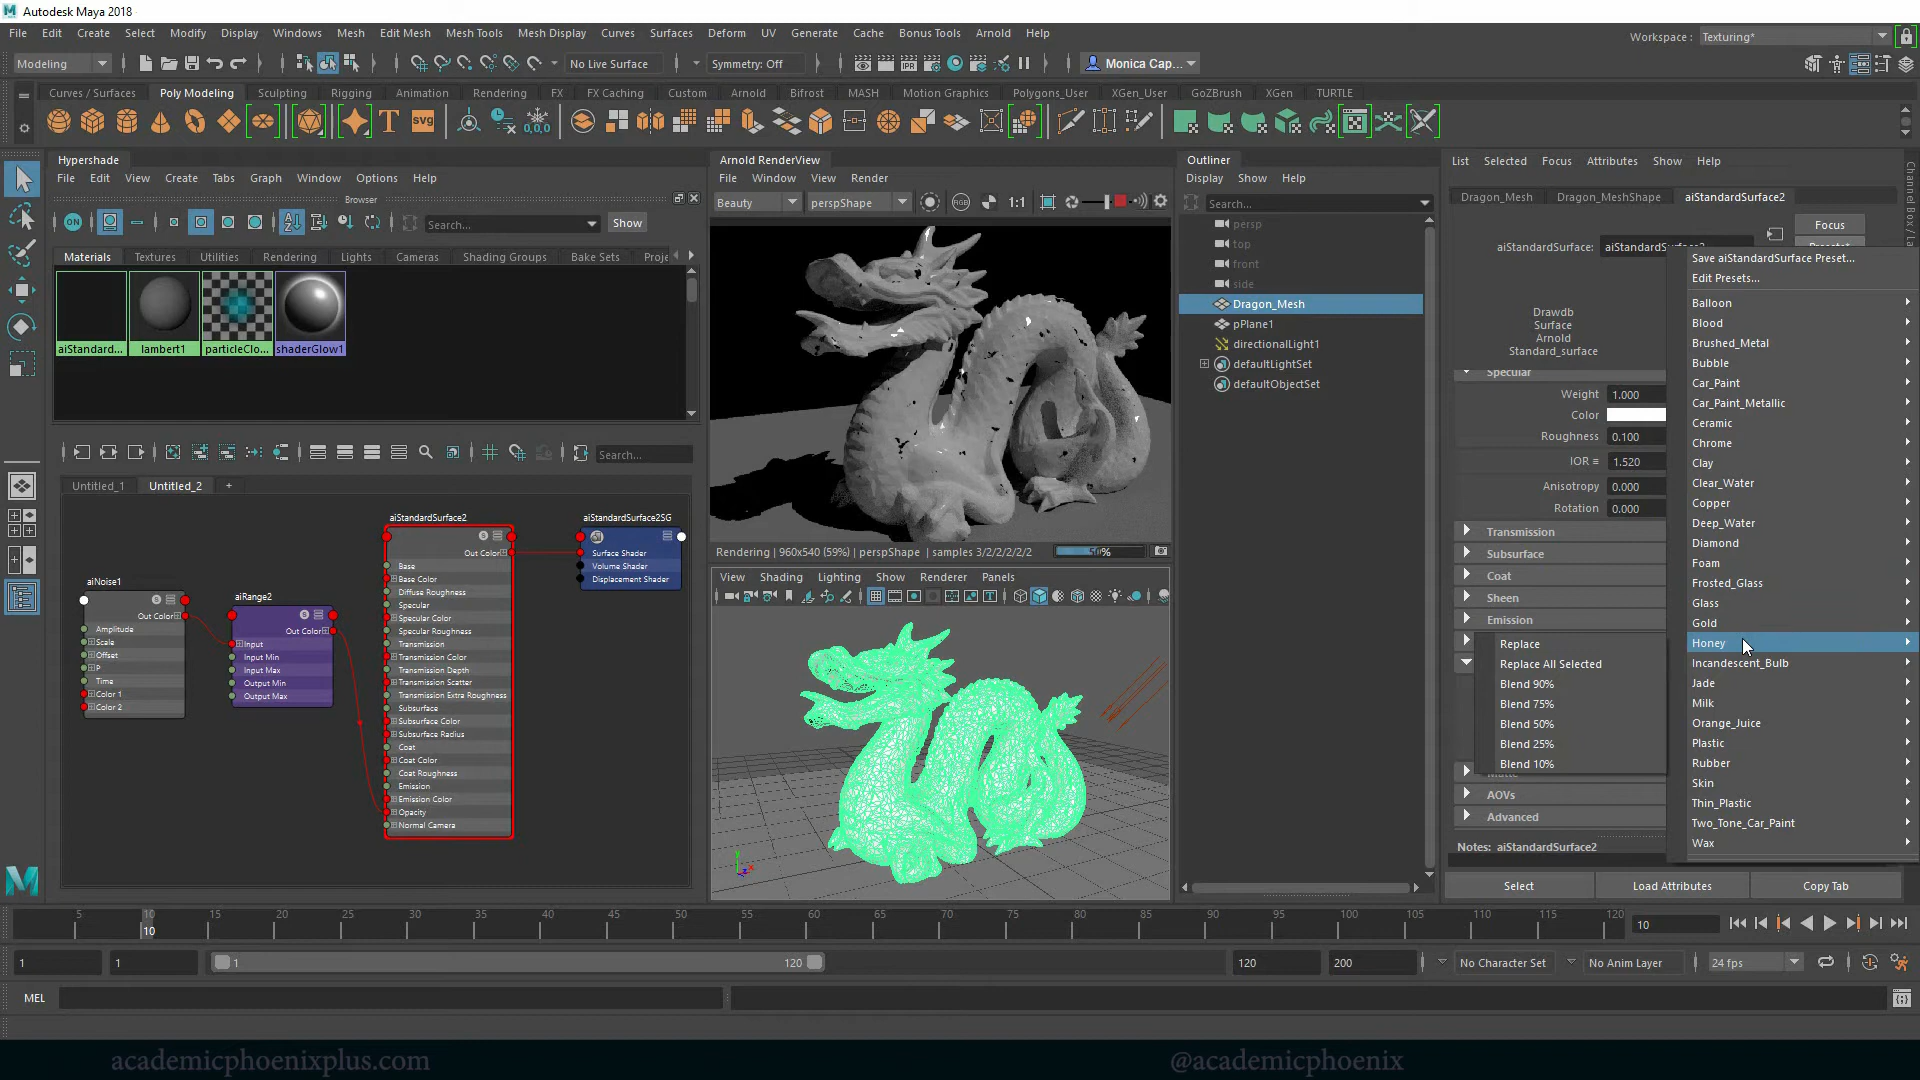 Autodesk Maya 2018
File Edit Create Select Modify Display Windows Mesh Edit Mesh Mesh Tools Mesh Display Curves Surfaces Deform UV Generate Cache Bonus Tools Arnold Help
Workspace : Texturing*
Modeling No Live Surface Symmetry: Off Monica Cap...
Curves / Surfaces Poly Modeling Sculpting Rigging Animation Rendering FX FX Caching Custom Arnold Bifrost MASH Motion Graphics Polygons_User XGen_User GoZBrush XGen TURTLE
Hypershade
File Edit View Create Tabs Graph Window Options Help
Browser
ON Search... Show
Materials Textures Utilities Rendering Lights Cameras Shading Groups Bake Sets Proje
aiStandard... lambert1 particleClo... shaderGlow1
Search...
Untitled_1 Untitled_2 +
aiNoise1
Out Color
Amplitude
Scale
Offset
P
Time
Color 1
Color 2
aiRange2
Out Color
Input
Input Min
Input Max
Output Min
Output Max
aiStandardSurface2
Out Color
Base
Base Color
Diffuse Roughness
Specular
Specular Color
Specular Roughness
Transmission
Transmission Color
Transmission Depth
Transmission Scatter
Transmission Extra Roughness
Subsurface
Subsurface Color
Subsurface Radius
Coat
Coat Color
Coat Roughness
Emission
Emission Color
Opacity
Normal Camera
aiStandardSurface2SG
Surface Shader
Volume Shader
Displacement Shader
Arnold RenderView
File Window View Render
Beauty perspShape RGB 1:1
Rendering | 960x540 (59%) | perspShape | samples 3/2/2/2/2/2 50%
View Shading Lighting Show Renderer Panels
Outliner
Display Show Help
Search...
persp
top
front
side
Dragon_Mesh
pPlane1
directionalLight1
defaultLightSet
defaultObjectSet
List Selected Focus Attributes Show Help
Dragon_Mesh Dragon_MeshShape aiStandardSurface2
Focus
aiStandardSurface:
Drawdb
Surface
Arnold
Standard_surface
Specular
Weight 1.000
Color
Roughness 0.100
IOR 1.520
Anisotropy 0.000
Rotation 0.000
Transmission
Subsurface
Coat
Sheen
Emission
Replace
Replace All Selected
Blend 90%
Blend 75%
Blend 50%
Blend 25%
Blend 10%
AOVs
Advanced
Notes: aiStandardSurface2
Save aiStandardSurface Preset...
Edit Presets...
Balloon
Blood
Brushed_Metal
Bubble
Car_Paint
Car_Paint_Metallic
Ceramic
Chrome
Clay
Clear_Water
Copper
Deep_Water
Diamond
Foam
Frosted_Glass
Glass
Gold
Honey
Incandescent_Bulb
Jade
Milk
Orange_Juice
Plastic
Rubber
Skin
Thin_Plastic
Two_Tone_Car_Paint
Wax
Select Load Attributes Copy Tab
5 10 15 20 25 30 35 40 45 50 55 60 65 70 75 80 85 90 95 100 105 110 115 120
10 10
1 1 1 120 120 200 No Character Set No Anim Layer 24 fps
MEL
academicphoenixplus.com @academicphoenix